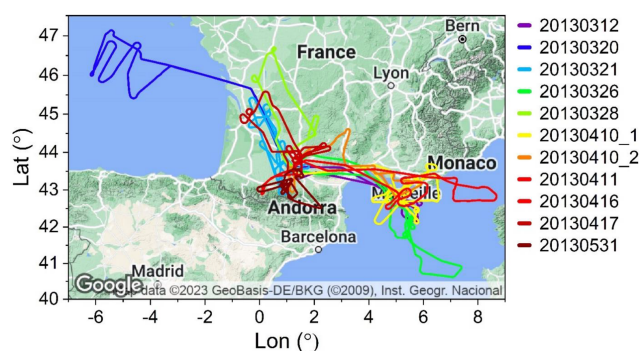 47
46
45
44
43
42
41
40
Lat (°)
-6
-4
-2
0
2
4
6
8
Lon (°)
Bern
France
Lyon
Monaco
Andorra
Barcelona
Madrid
Google
data ©2023 GeoBasis-DE/BKG (©2009), Inst. Geogr. Nacional
20130312
20130320
20130321
20130326
20130328
20130410_1
20130410_2
20130411
20130416
20130417
20130531